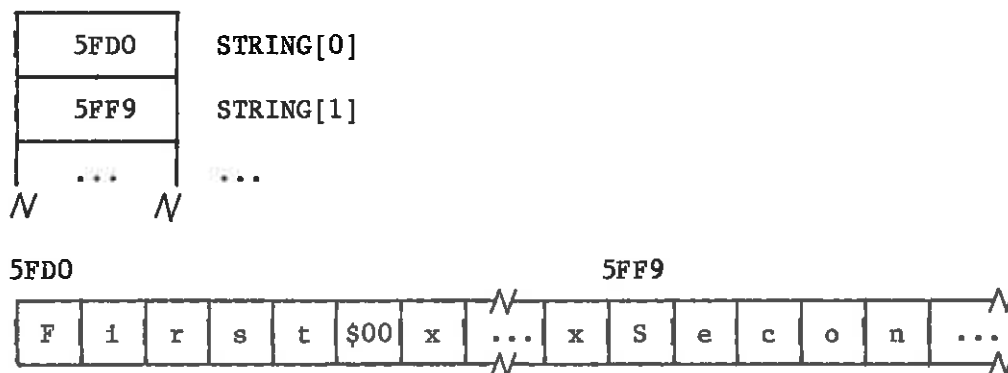 5FD0 STRING[0]
5FF9 STRING[1]
... ...
5FD0 5FF9
F i r s t $00 x ... x S e c o n ...